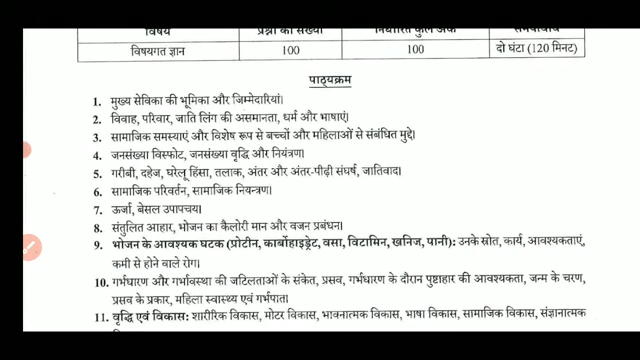 विषय प्रश्नों की संख्या निर्धारित कुल अंक समयावधि
विषयगत ज्ञान 100 100 दो घंटा (120 मिनट)
पाठ्यक्रम
1. मुख्य सेविका की भूमिका और जिम्मेदारियां।
2. विवाह, परिवार, जाति लिंग की असमानता, धर्म और भाषाएं।
3. सामाजिक समस्याएं और विशेष रूप से बच्चों और महिलाओं से संबंधित मुद्दे।
4. जनसंख्या विस्फोट, जनसंख्या वृद्धि और नियंत्रण।
5. गरीबी, दहेज, घरेलू हिंसा, तलाक, अंतर और अंतर-पीढ़ी संघर्ष, जातिवाद।
6. सामाजिक परिवर्तन, सामाजिक नियन्त्रण।
7. ऊर्जा, बेसल उपापचय।
8. संतुलित आहार, भोजन का कैलोरी मान और वजन प्रबंधन।
9. भोजन के आवश्यक घटक (प्रोटीन, कार्बोहाइड्रेट, वसा, विटामिन, खनिज, पानी): उनके स्रोत, कार्य, आवश्यकताएं,
कमी से होने वाले रोग।
10. गर्भधारण और गर्भावस्था की जटिलताओं के संकेत, प्रसव, गर्भधारण के दौरान पुष्टाहार की आवश्यकता, जन्म के चरण,
प्रसव के प्रकार, महिला स्वास्थ्य एवं गर्भपात।
11. वृद्धि एवं विकास: शारीरिक विकास, मोटर विकास, भावनात्मक विकास, भाषा विकास, सामाजिक विकास, संज्ञानात्मक